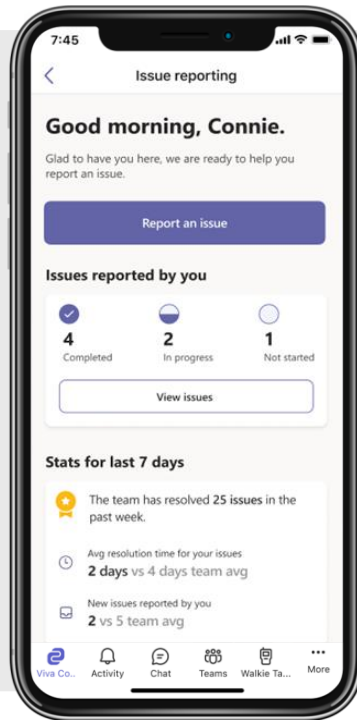 7:45
Issue reporting
Good morning, Connie.
Glad to have you here, we are ready to help you
report an issue.
Report an issue
Issues reported by you
4
2
1
Completed
In progress
Not started
View issues
Stats for last 7 days
The team has resolved 25 issues in the
past week.
Avg resolution time for your issues
2 days vs 4 days team avg
New issues reported by you
2 vs 5 team avg
Viva Co..
Activity
Chat
Teams
Walkie Ta...
More